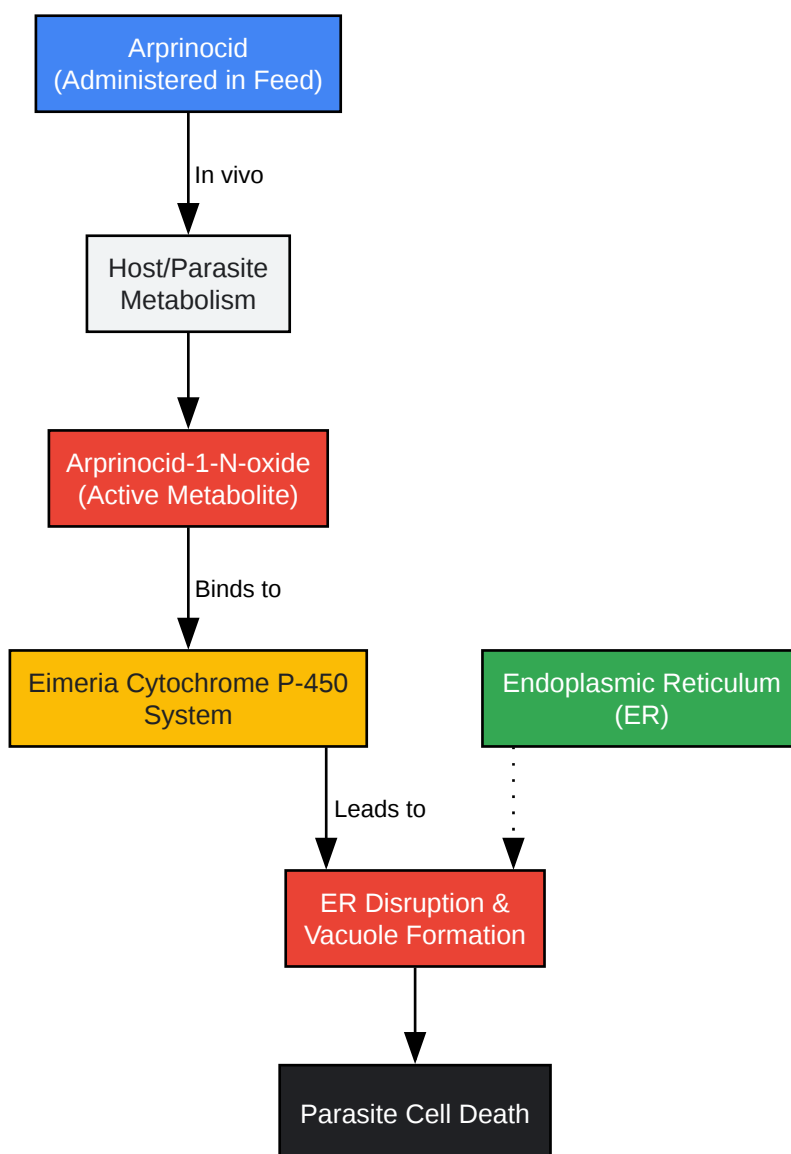 Arprinocid
(Administered in Feed)
In vivo
Host/Parasite
Metabolism
Arprinocid-1-N-oxide
(Active Metabolite)
Binds to
Eimeria Cytochrome P-450
System
Endoplasmic Reticulum
(ER)
Leads to
ER Disruption &
Vacuole Formation
Parasite Cell Death